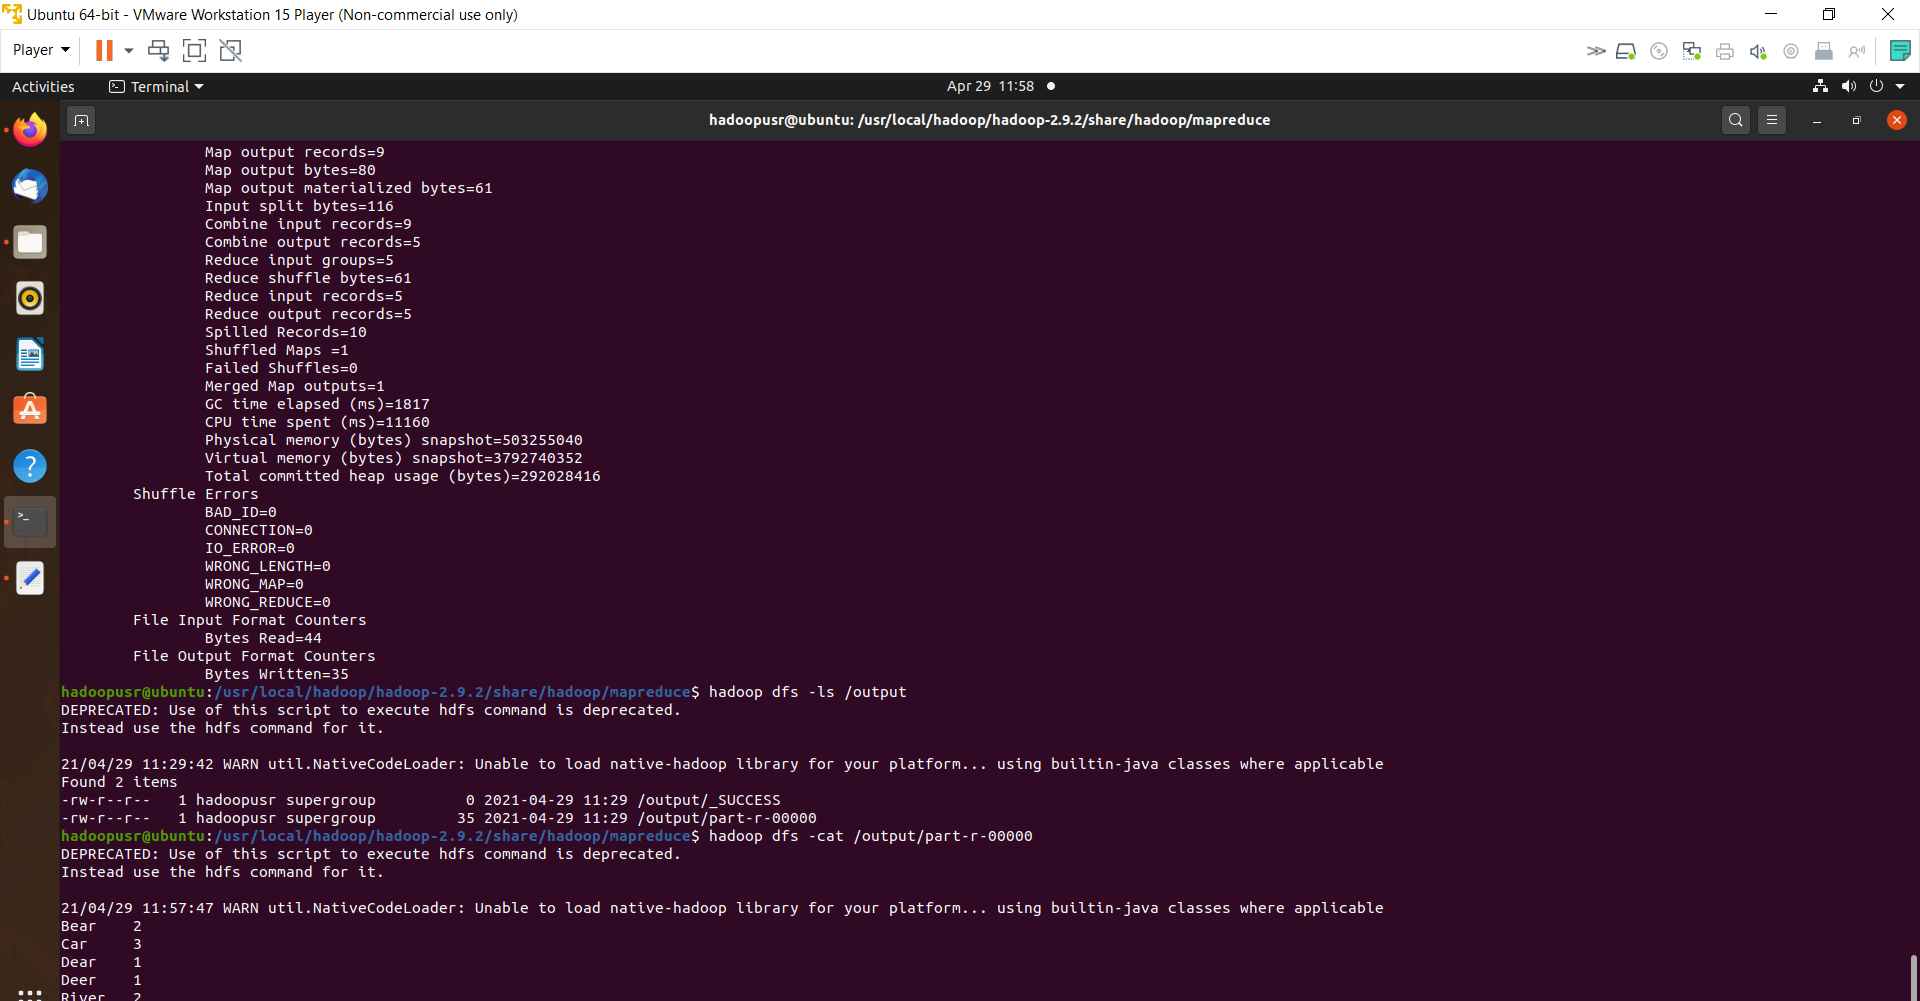 Ubuntu 64-bit - VMware Workstation 15 Player (Non-commercial use only)
Player
Activities Terminal Apr 29 11:58
hadoopusr@ubuntu: /usr/local/hadoop/hadoop-2.9.2/share/hadoop/mapreduce
Map output records=9
Map output bytes=80
Map output materialized bytes=61
Input split bytes=116
Combine input records=9
Combine output records=5
Reduce input groups=5
Reduce shuffle bytes=61
Reduce input records=5
Reduce output records=5
Spilled Records=10
Shuffled Maps =1
Failed Shuffles=0
Merged Map outputs=1
GC time elapsed (ms)=1817
CPU time spent (ms)=11160
Physical memory (bytes) snapshot=503255040
Virtual memory (bytes) snapshot=3792740352
Total committed heap usage (bytes)=292028416
Shuffle Errors
BAD_ID=0
CONNECTION=0
IO_ERROR=0
WRONG_LENGTH=0
WRONG_MAP=0
WRONG_REDUCE=0
File Input Format Counters
Bytes Read=44
File Output Format Counters
Bytes Written=35
hadoopusr@ubuntu:/usr/local/hadoop/hadoop-2.9.2/share/hadoop/mapreduce$ hadoop dfs -ls /output
DEPRECATED: Use of this script to execute hdfs command is deprecated.
Instead use the hdfs command for it.
21/04/29 11:29:42 WARN util.NativeCodeLoader: Unable to load native-hadoop library for your platform... using builtin-java classes where applicable
Found 2 items
-rw-r--r-- 1 hadoopusr supergroup 0 2021-04-29 11:29 /output/_SUCCESS
-rw-r--r-- 1 hadoopusr supergroup 35 2021-04-29 11:29 /output/part-r-00000
hadoopusr@ubuntu:/usr/local/hadoop/hadoop-2.9.2/share/hadoop/mapreduce$ hadoop dfs -cat /output/part-r-00000
DEPRECATED: Use of this script to execute hdfs command is deprecated.
Instead use the hdfs command for it.
21/04/29 11:57:47 WARN util.NativeCodeLoader: Unable to load native-hadoop library for your platform... using builtin-java classes where applicable
Bear 2
Car 3
Dear 1
Deer 1
River 2